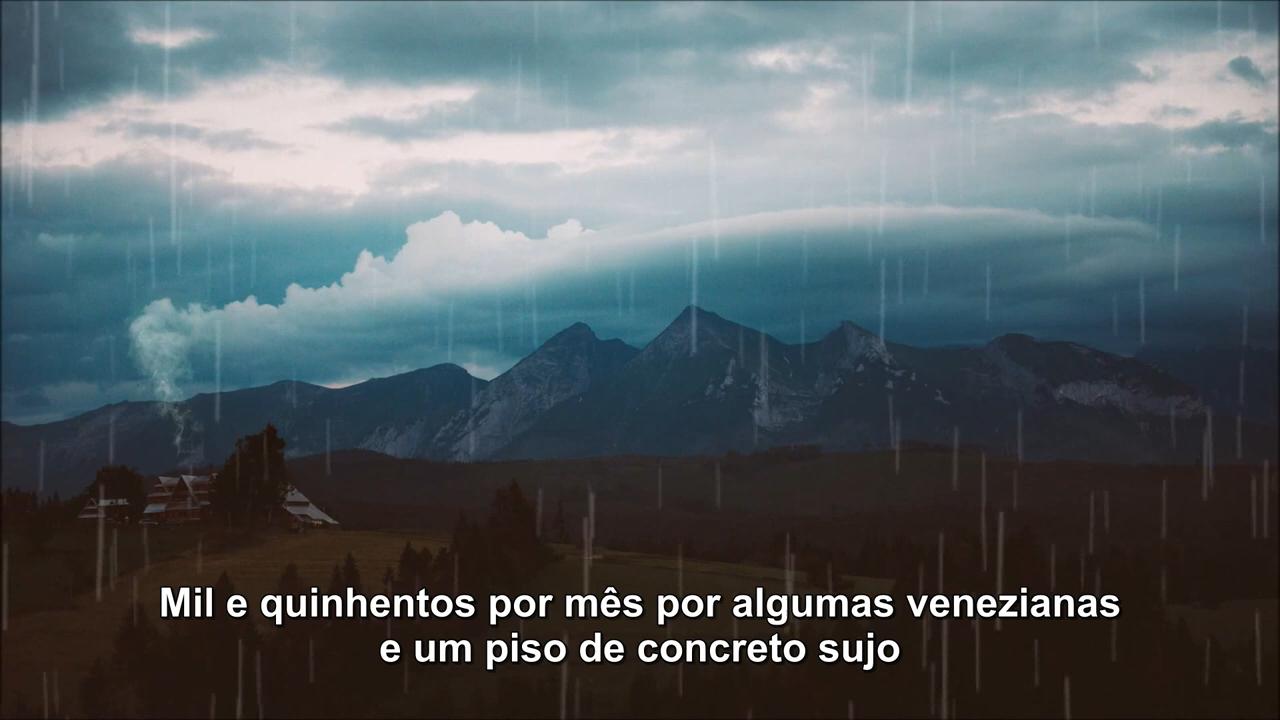 Mil e quinhentos por mês por algumas venezianas
e um piso de concreto sujo